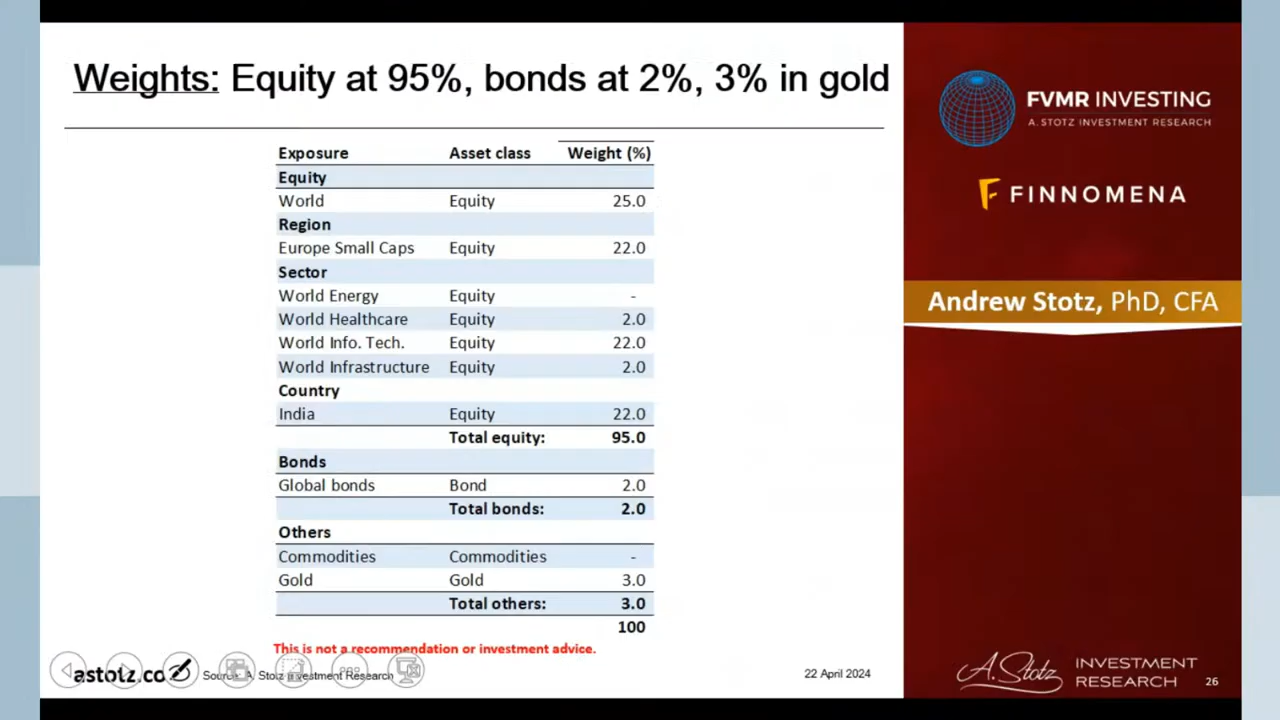 Weights: Equity at 95%, bonds at 2%, 3% in gold
Exposure Asset class Weight (%)
Equity
World Equity 25.0
Region
Europe Small Caps Equity 22.0
Sector
World Energy Equity -
World Healthcare Equity 2.0
World Info. Tech. Equity 22.0
World Infrastructure Equity 2.0
Country
India Equity 22.0
Total equity: 95.0
Bonds
Global bonds Bond 2.0
Total bonds: 2.0
Others
Commodities Commodities -
Gold Gold 3.0
Total others: 3.0
100
This is not a recommendation or investment advice.
astotz.co
Source: A. Stotz Investment Research
22 April 2024
FVMR INVESTING
A. STOTZ INVESTMENT RESEARCH
FINNOMENA
Andrew Stotz, PhD, CFA
A. Stotz INVESTMENT
RESEARCH
26